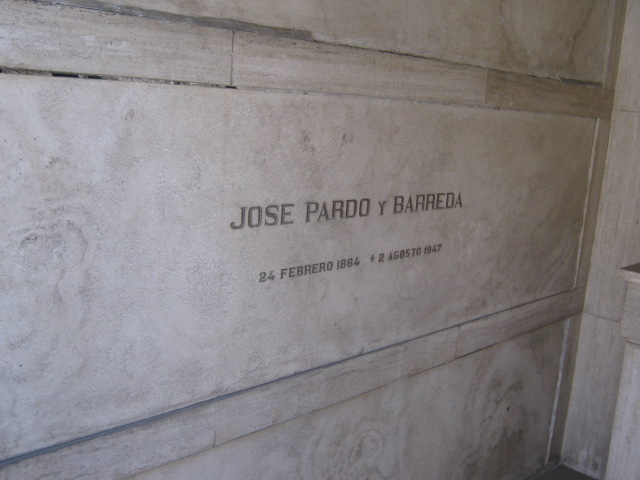 JOSE PARDO Y BARREDA
24 FEBRERO 1864 + 2 AGOSTO 1947